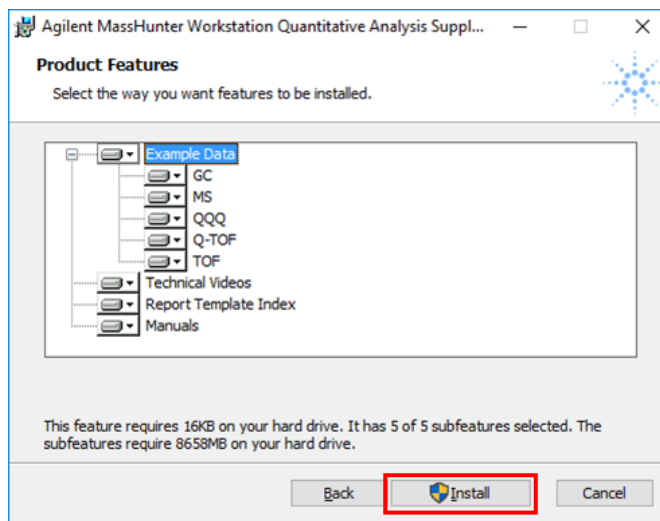 Agilent MassHunter Workstation Quantitative Analysis Suppl...
Product Features
Select the way you want features to be installed.
Example Data
GC
MS
QQQ
Q-TOF
TOF
Technical Videos
Report Template Index
Manuals
This feature requires 16KB on your hard drive. It has 5 of 5 subfeatures selected. The
subfeatures require 8658MB on your hard drive.
Back
Install
Cancel